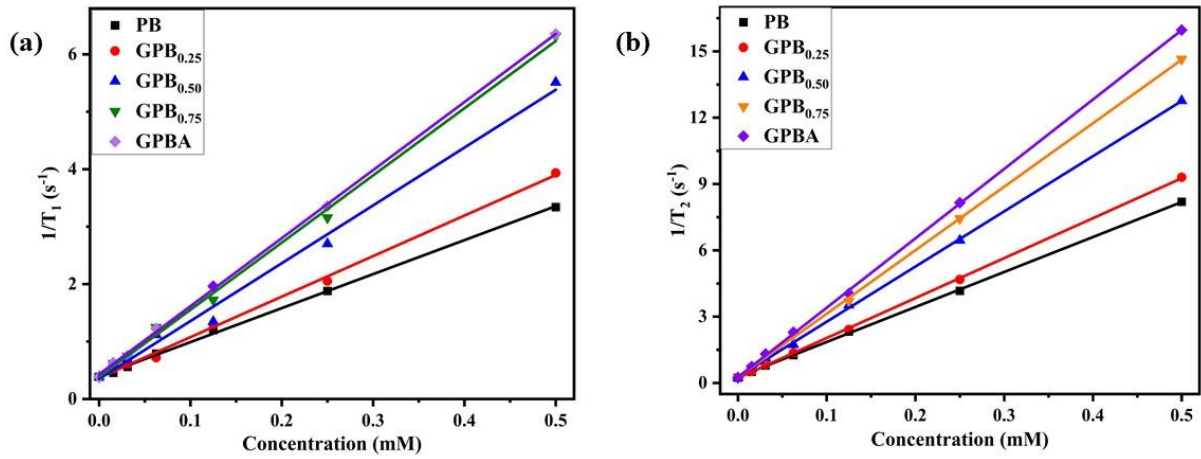 (a)
PB
GPB0.25
GPB0.50
GPB0.75
GPBA
6
4
2
0
1/T1 (s-1)
0.0 0.1 0.2 0.3 0.4 0.5
Concentration (mM)
(b)
PB
GPB0.25
GPB0.50
GPB0.75
GPBA
15
12
9
6
3
0
1/T2 (s-1)
0.0 0.1 0.2 0.3 0.4 0.5
Concentration (mM)